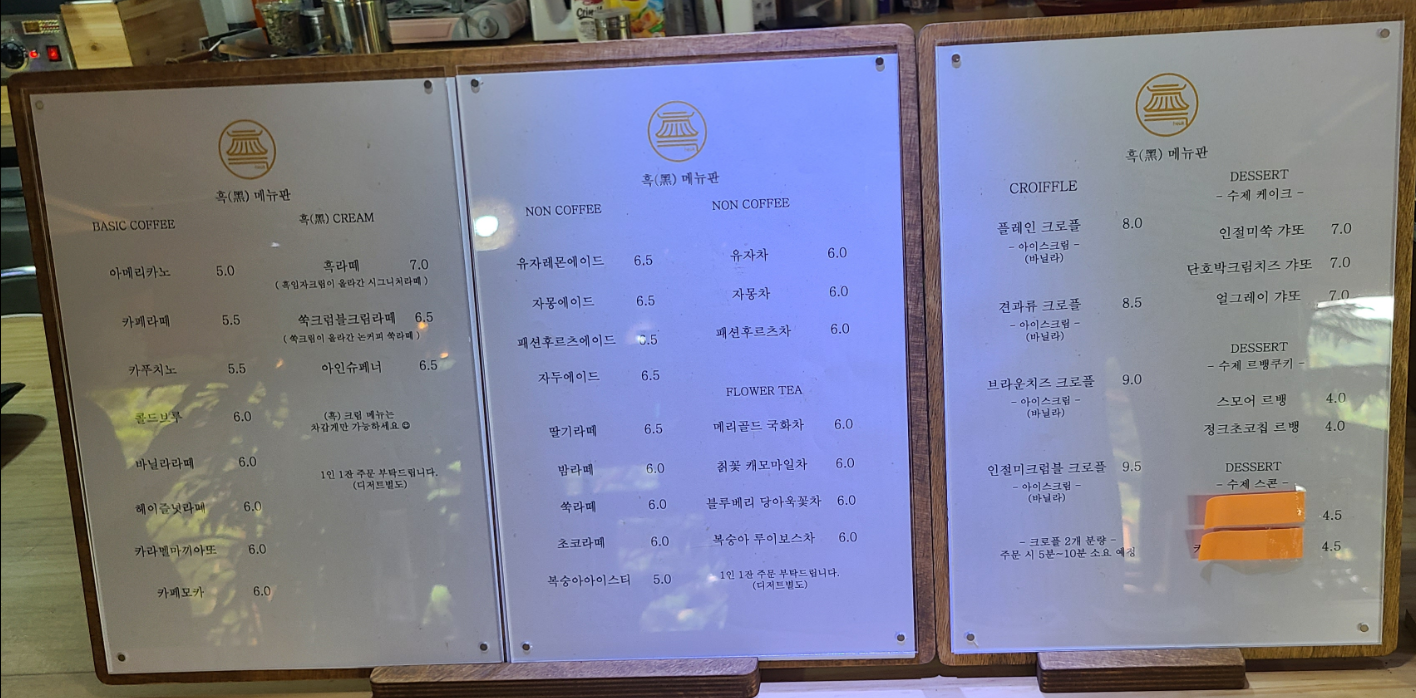 흑(黑) 메뉴판
BASIC COFFEE
아메리카노 5.0
카페라떼 5.5
카푸치노 5.5
콜드브루 6.0
바닐라라떼 6.0
헤이즐넛라떼 6.0
카라멜마끼아또 6.0
카페모카 6.0
흑(黑) CREAM
흑라떼 7.0
( 흑임자크림이 올라간 시그니처라떼 )
쑥크럼블크림라떼 6.5
( 쑥크림이 올라간 논커피 쑥라떼 )
아인슈페너 6.5
(흑) 크림 메뉴는
차갑게만 가능하세요 ☺
1인 1잔 주문 부탁드립니다.
(디저트별도)
흑(黑) 메뉴판
NON COFFEE
유자레몬에이드 6.5
자몽에이드 6.5
패션후르츠에이드 6.5
자두에이드 6.5
딸기라떼 6.5
밤라떼 6.0
쑥라떼 6.0
초코라떼 6.0
복숭아아이스티 5.0
NON COFFEE
유자차 6.0
자몽차 6.0
패션후르츠차 6.0
FLOWER TEA
메리골드 국화차 6.0
칡꽃 캐모마일차 6.0
블루베리 당아욱꽃차 6.0
복숭아 루이보스차 6.0
1인 1잔 주문 부탁드립니다.
(디저트별도)
흑(黑) 메뉴판
CROIFFLE
플레인 크로플 8.0
- 아이스크림 -
(바닐라)
견과류 크로플 8.5
- 아이스크림 -
(바닐라)
브라운치즈 크로플 9.0
- 아이스크림 -
(바닐라)
인절미크럼블 크로플 9.5
- 아이스크림 -
(바닐라)
- 크로플 2개 분량 -
주문 시 5분~10분 소요 예정
DESSERT
- 수제 케이크 -
인절미쑥 갸또 7.0
단호박크림치즈 갸또 7.0
얼그레이 갸또 7.0
DESSERT
- 수제 르뱅쿠키 -
스모어 르뱅 4.0
정크초코칩 르뱅 4.0
DESSERT
- 수제 스콘 -
4.5
4.5